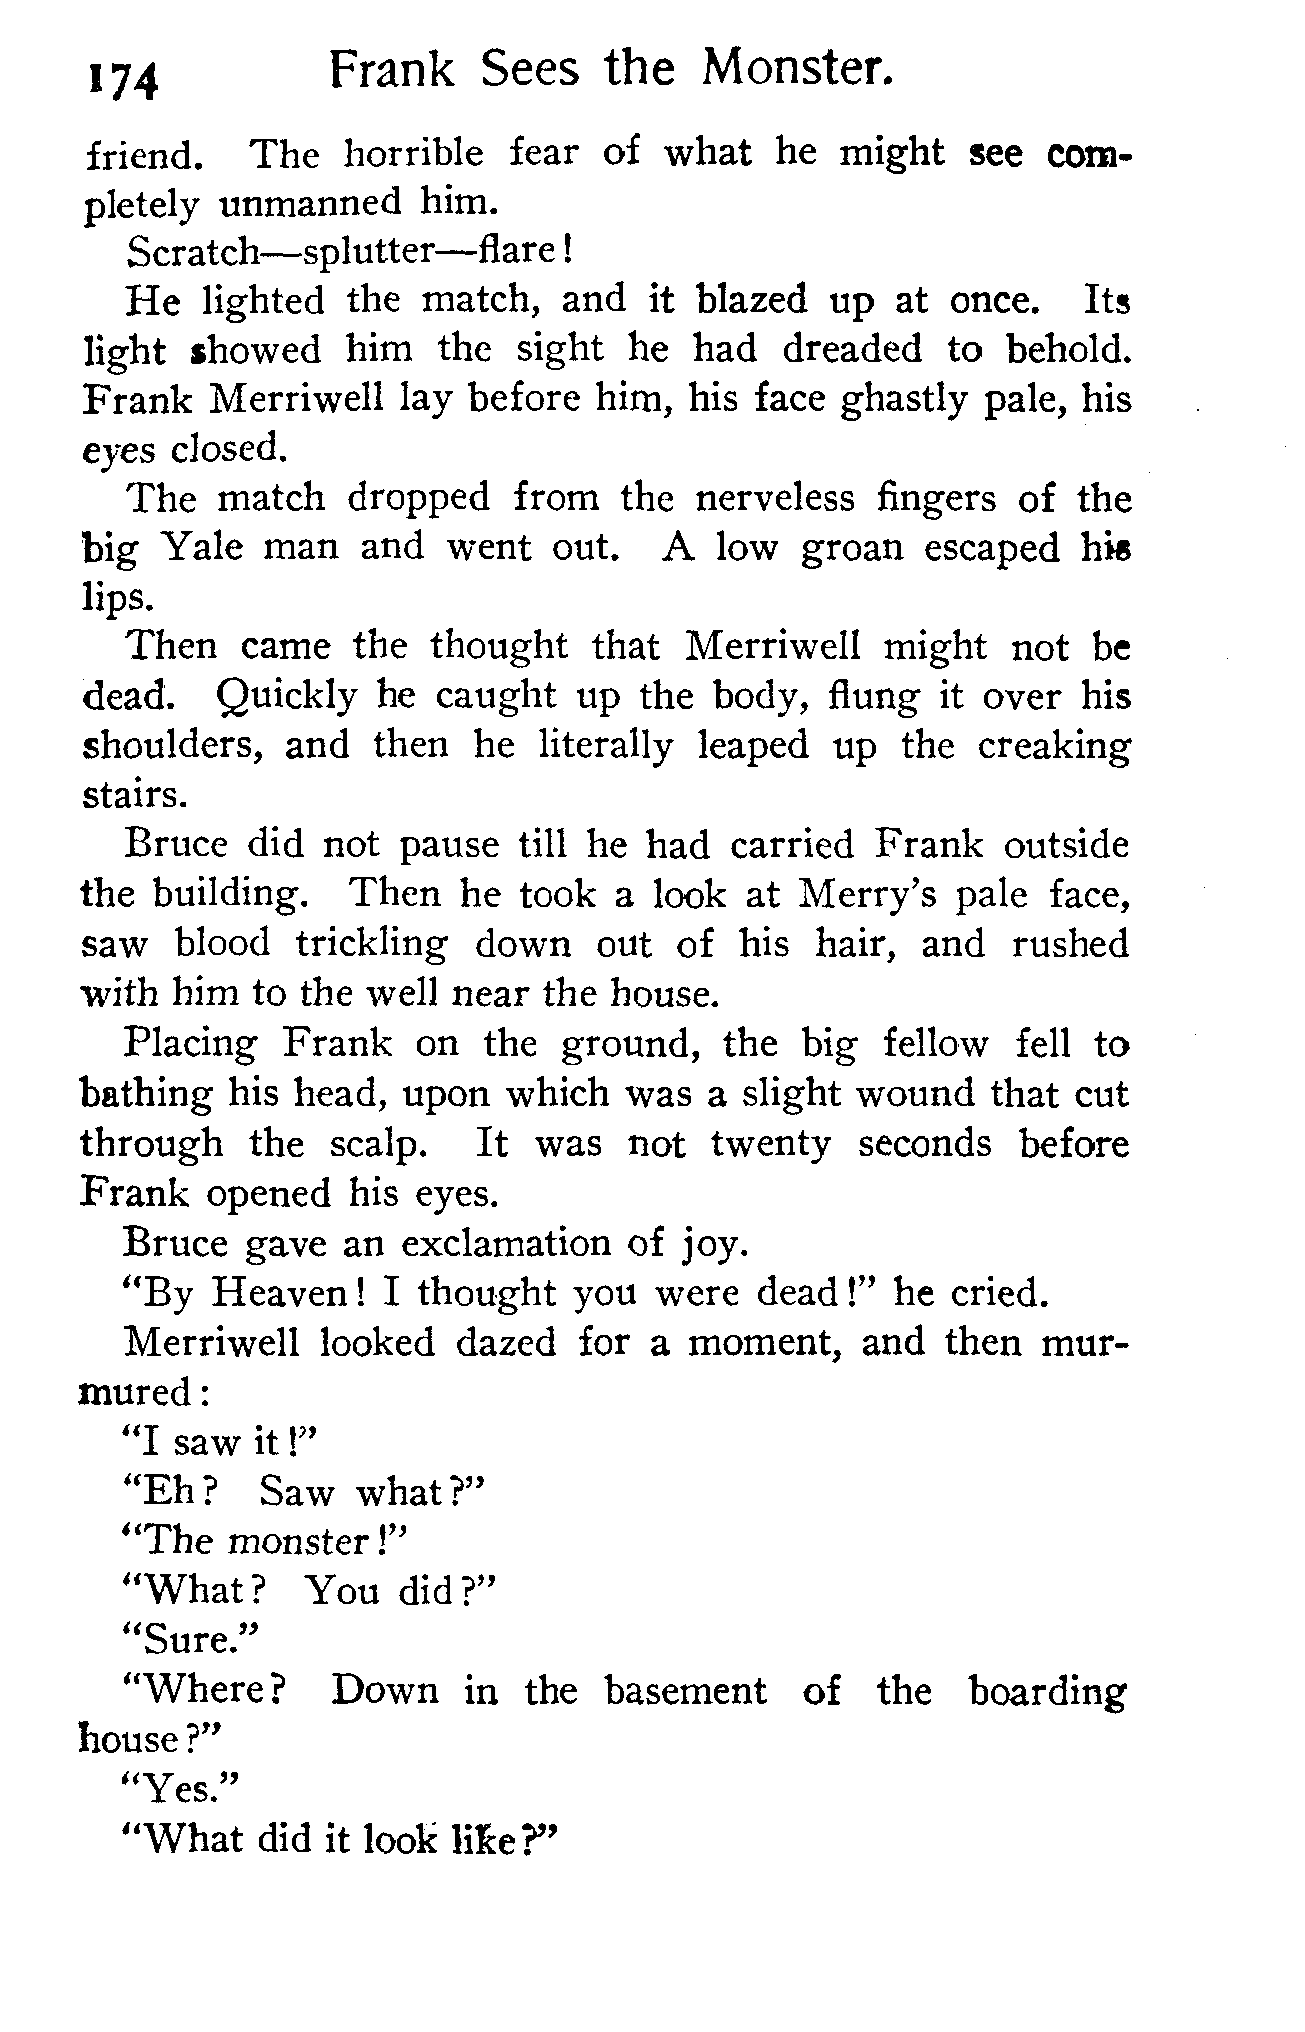 174 Frank Sees the Monster.
friend. The horrible fear of what he might see com-
pletely unmanned him.
Scratch—splutter—flare!
He lighted the match, and it blazed up at once. Its
light showed him the sight he had dreaded to behold.
Frank Merriwell lay before him, his face ghastly pale, his
eyes closed.
The match dropped from the nerveless fingers of the
big Yale man and went out. A low groan escaped his
lips.
Then came the thought that Merriwell might not be
dead. Quickly he caught up the body, flung it over his
shoulders, and then he literally leaped up the creaking
stairs.
Bruce did not pause till he had carried Frank outside
the building. Then he took a look at Merry's pale face,
saw blood trickling down out of his hair, and rushed
with him to the well near the house.
Placing Frank on the ground, the big fellow fell to
bathing his head, upon which was a slight wound that cut
through the scalp. It was not twenty seconds before
Frank opened his eyes.
Bruce gave an exclamation of joy.
"By Heaven! I thought you were dead!" he cried.
Merriwell looked dazed for a moment, and then mur-
mured:
"I saw it!"
"Eh? Saw what?"
"The monster!"
"What? You did?"
"Sure."
"Where? Down in the basement of the boarding
house?"
"Yes."
"What did it look like?"